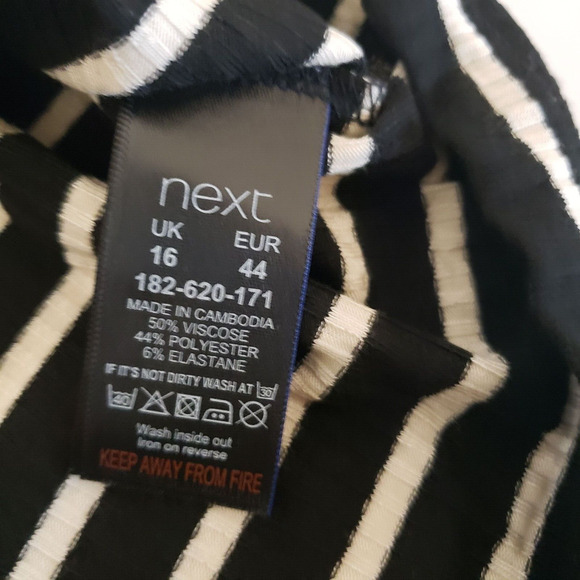 next
UK EUR
16 44
182-620-171
MADE IN CAMBODIA
50% VISCOSE
44% POLYESTER
6% ELASTANE
IF IT'S NOT DIRTY WASH AT 30
40
Wash inside out
Iron on reverse
KEEP AWAY FROM FIRE